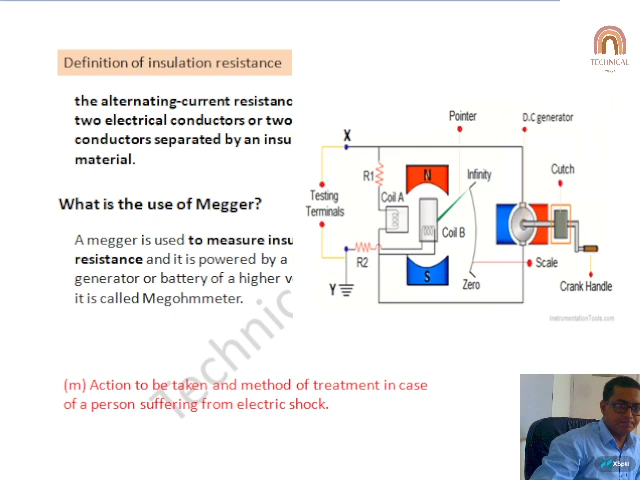 TECHNICAL
Definition of insulation resistance
the alternating-current resistanc
two electrical conductors or two
conductors separated by an insu
material.
What is the use of Megger?
A megger is used to measure insu
resistance and it is powered by a
generator or battery of a higher v
it is called Megohmmeter.
Pointer
D.C generator
X
R1
N
Infinity
Cutch
Testing
Terminals
Coil A
Coil B
R2
S
Scale
Y
Zero
Crank Handle
InstrumentationTools.com
Technic
(m) Action to be taken and method of treatment in case
of a person suffering from electric shock.
XSplit